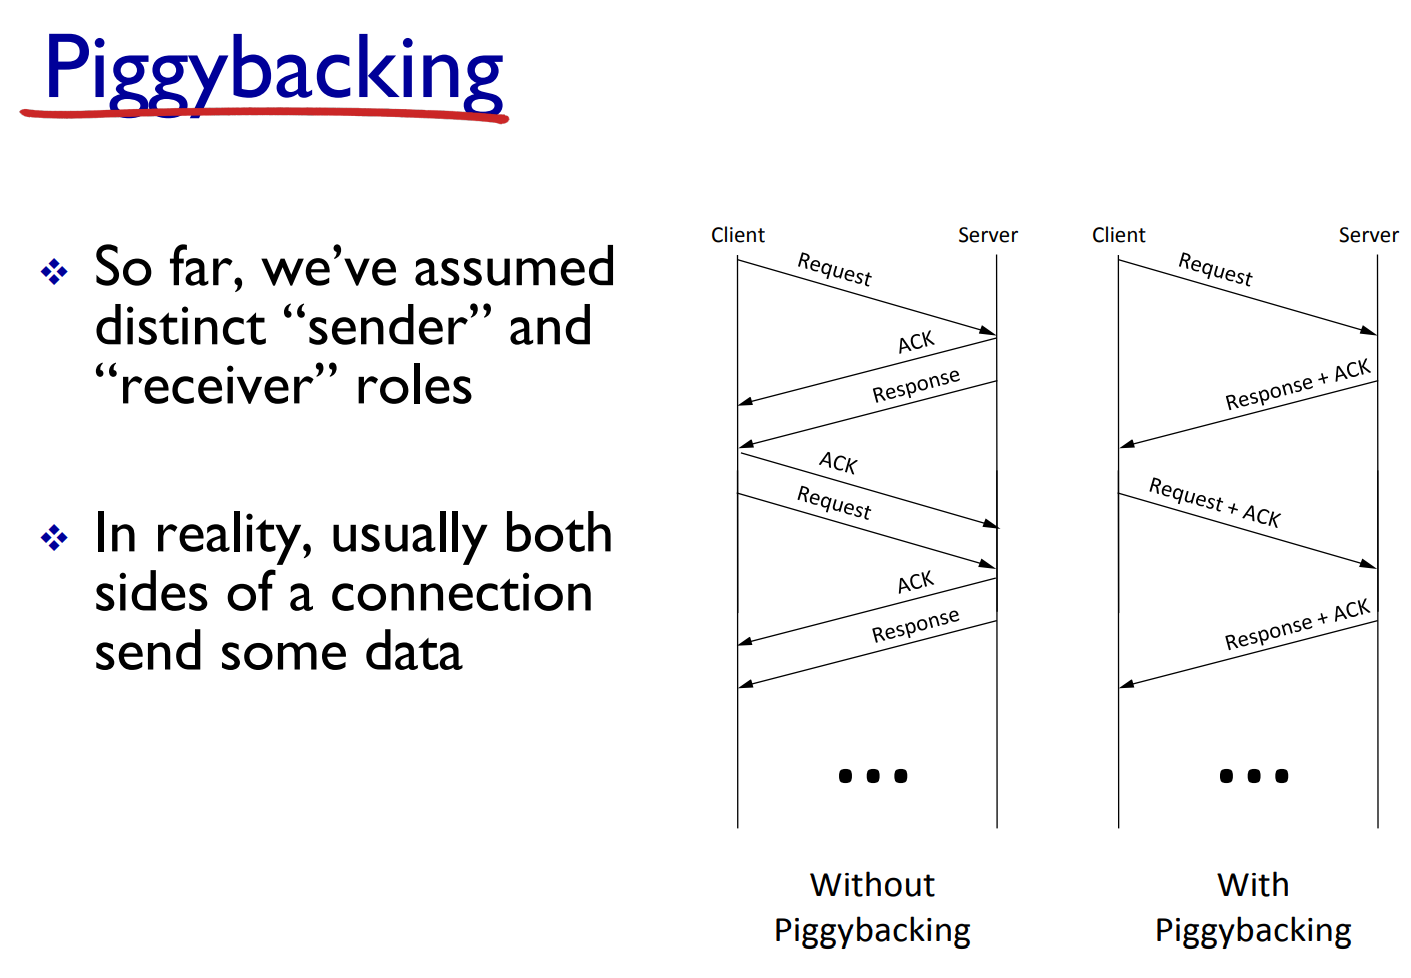 Piggybacking
So far, we’ve assumed
distinct “sender” and
“receiver” roles
In reality, usually both
sides of a connection
send some data
Client
Server
Request
ACK
Response
ACK
Request
ACK
Response
Without
Piggybacking
Client
Server
Request
Response + ACK
Request + ACK
Response + ACK
With
Piggybacking